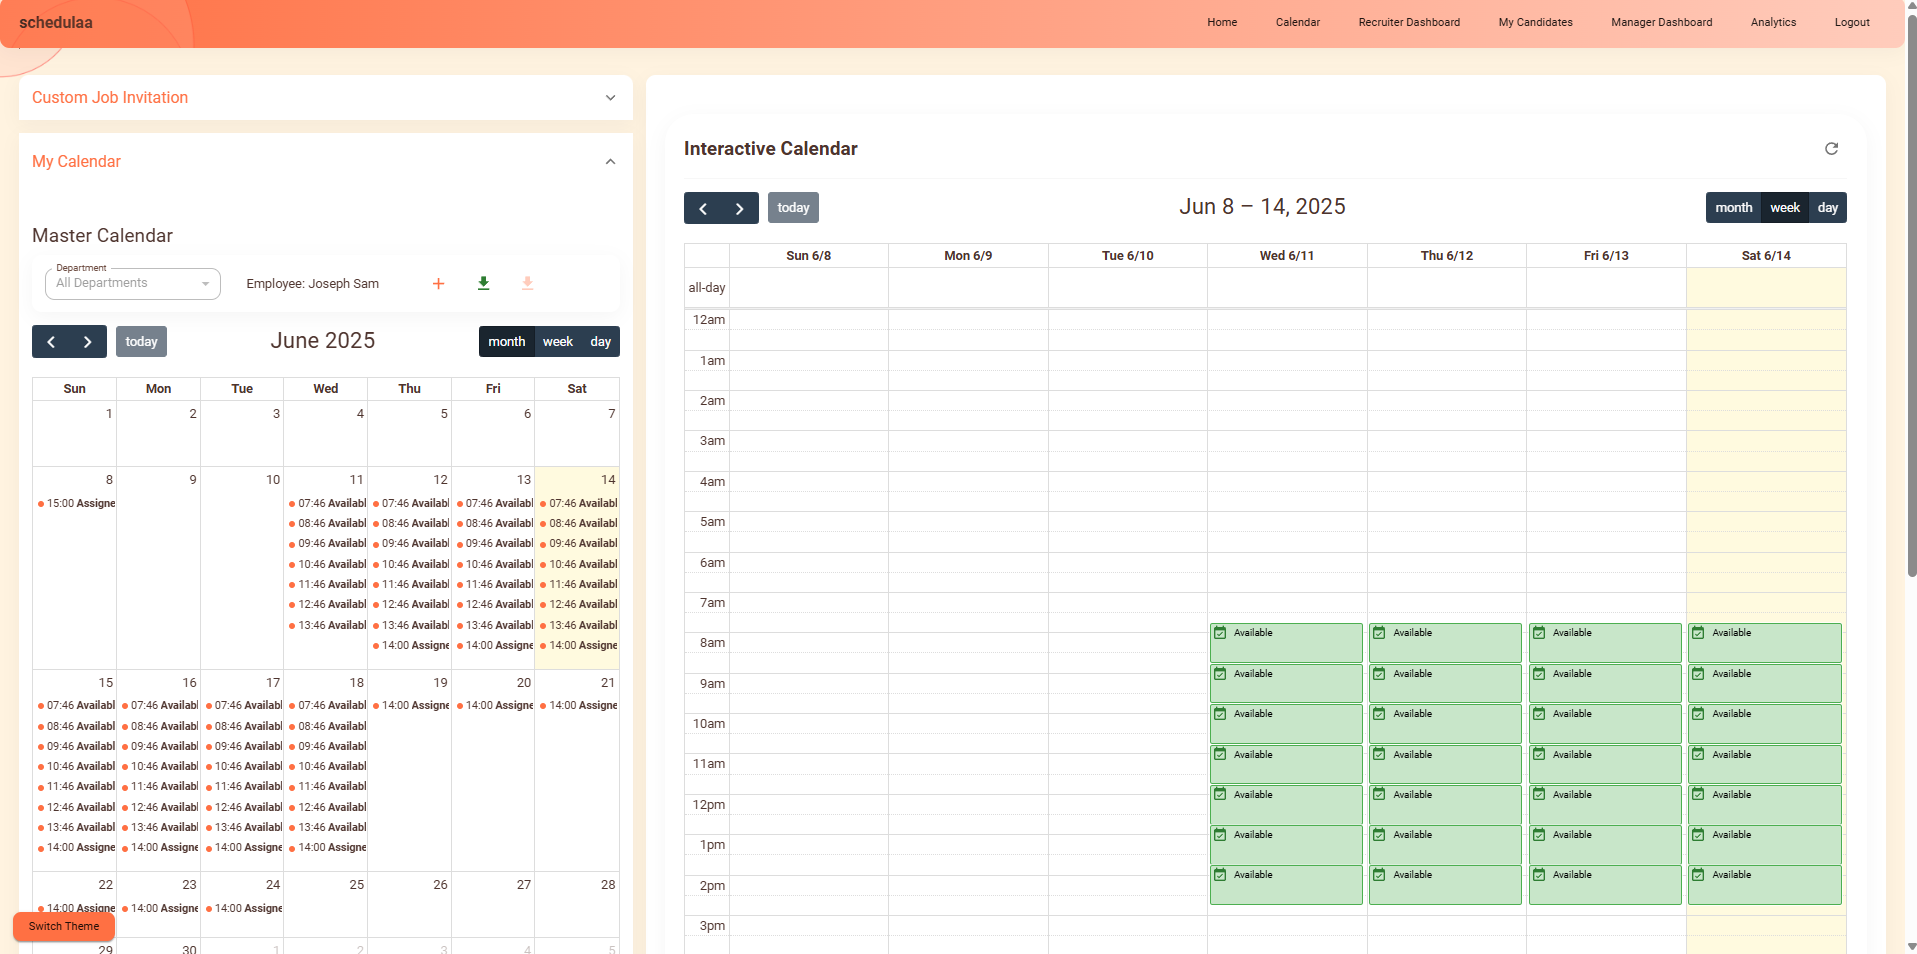 schedulaa
Home Calendar Recruiter Dashboard My Candidates Manager Dashboard Analytics Logout
Custom Job Invitation
My Calendar
Master Calendar
Department
All Departments
Employee: Joseph Sam
today
June 2025
month week day
Sun Mon Tue Wed Thu Fri Sat
1 2 3 4 5 6 7
8 9 10 11 12 13 14
15:00 Assigne 07:46 Availabl 07:46 Availabl 07:46 Availabl 07:46 Availabl
08:46 Availabl 08:46 Availabl 08:46 Availabl 08:46 Availabl
09:46 Availabl 09:46 Availabl 09:46 Availabl 09:46 Availabl
10:46 Availabl 10:46 Availabl 10:46 Availabl 10:46 Availabl
11:46 Availabl 11:46 Availabl 11:46 Availabl 11:46 Availabl
12:46 Availabl 12:46 Availabl 12:46 Availabl 12:46 Availabl
13:46 Availabl 13:46 Availabl 13:46 Availabl 13:46 Availabl
14:00 Assigne 14:00 Assigne 14:00 Assigne
15 16 17 18 19 20 21
07:46 Availabl 07:46 Availabl 07:46 Availabl 07:46 Availabl 14:00 Assigne 14:00 Assigne 14:00 Assigne
08:46 Availabl 08:46 Availabl 08:46 Availabl 08:46 Availabl
09:46 Availabl 09:46 Availabl 09:46 Availabl 09:46 Availabl
10:46 Availabl 10:46 Availabl 10:46 Availabl 10:46 Availabl
11:46 Availabl 11:46 Availabl 11:46 Availabl 11:46 Availabl
12:46 Availabl 12:46 Availabl 12:46 Availabl 12:46 Availabl
13:46 Availabl 13:46 Availabl 13:46 Availabl 13:46 Availabl
14:00 Assigne 14:00 Assigne 14:00 Assigne 14:00 Assigne
22 23 24 25 26 27 28
14:00 Assigne 14:00 Assigne 14:00 Assigne
Switch Theme
29 30 1 2 3 4 5
Interactive Calendar
today
Jun 8 – 14, 2025
month week day
Sun 6/8 Mon 6/9 Tue 6/10 Wed 6/11 Thu 6/12 Fri 6/13 Sat 6/14
all-day
12am
1am
2am
3am
4am
5am
6am
7am
Available Available Available Available
8am
Available Available Available Available
9am
Available Available Available Available
10am
Available Available Available Available
11am
Available Available Available Available
12pm
Available Available Available Available
1pm
Available Available Available Available
2pm
3pm